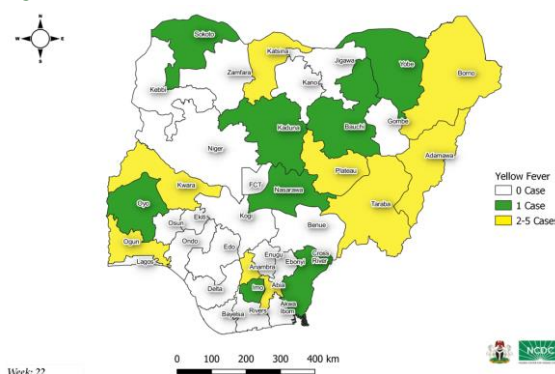 N
W
E
S
Sokoto
Katsina
Jigawa
Yobe
Borno
Zamfara
Kano
Kebbi
Gombe
Kaduna
Bauchi
Niger
Adamawa
Plateau
Kwara
FCT
Nasarawa
Taraba
Oyo
Kogi
Osun
Ekiti
Benue
Ogun
Ondo
Edo
Enugu
Cross
River
Lagos
Anambra
Ebonyi
Delta
Imo
Abia
Akwa
Ibom
Bayelsa
Rivers
Yellow Fever
0 Case
1 Case
2-5 Cases
Week: 22
0 100 200 300 400 km
NCDC